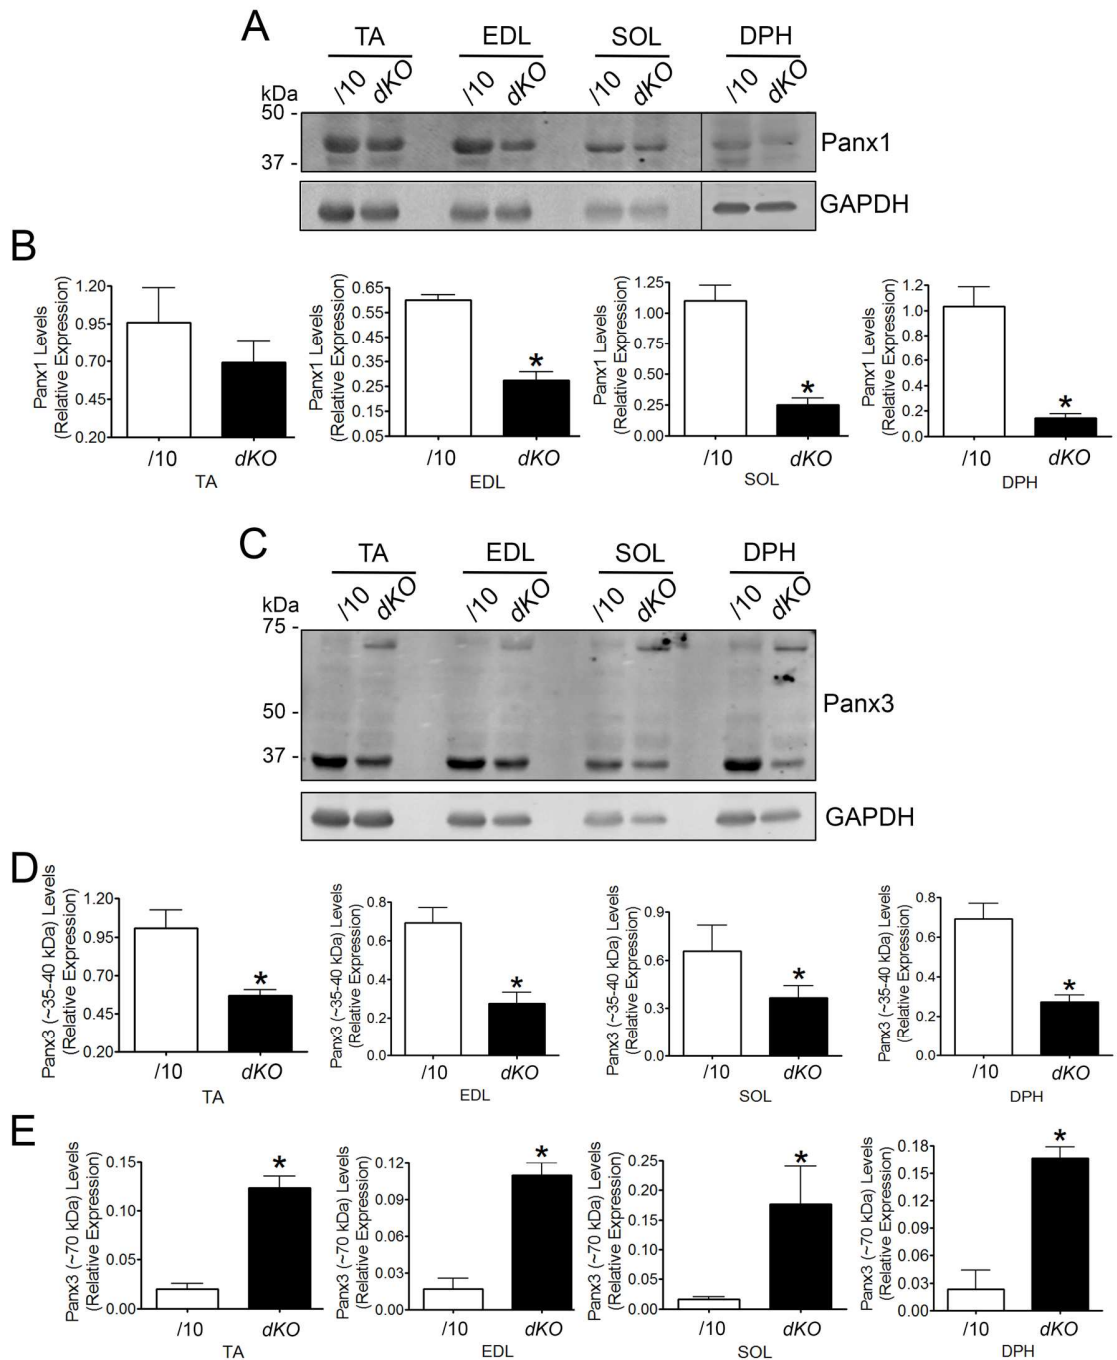 A
TA EDL SOL DPH
/10 dKO /10 dKO /10 dKO /10 dKO
kDa
50 -
37 -
Panx1
GAPDH
B
Panx1 Levels
(Relative Expression)
1.20
0.95
0.70
0.45
0.20
/10 dKO
TA
Panx1 Levels
(Relative Expression)
0.65
0.55
0.45
0.35
0.25
0.15
0.05
*
/10 dKO
EDL
Panx1 Levels
(Relative Expression)
1.25
1.00
0.75
0.50
0.25
0.00
*
/10 dKO
SOL
Panx1 Levels
(Relative Expression)
1.2
1.0
0.8
0.6
0.4
0.2
0.0
*
/10 dKO
DPH
C
TA EDL SOL DPH
/10 dKO /10 dKO /10 dKO /10 dKO
kDa
75 -
50 -
37 -
Panx3
GAPDH
D
Panx3 (~35-40 kDa) Levels
(Relative Expression)
1.20
0.95
0.70
0.45
0.20
*
/10 dKO
TA
Panx3 (~35-40 kDa) Levels
(Relative Expression)
0.8
0.6
0.4
0.2
0.0
*
/10 dKO
EDL
Panx3 (~35-40 kDa) Levels
(Relative Expression)
0.9
0.6
0.3
0.0
*
/10 dKO
SOL
Panx3 (~35-40 kDa) Levels
(Relative Expression)
0.8
0.6
0.4
0.2
0.0
*
/10 dKO
DPH
E
Panx3 (~70 kDa) Levels
(Relative Expression)
0.15
0.10
0.05
0.00
*
/10 dKO
TA
Panx3 (~70 kDa) Levels
(Relative Expression)
0.12
0.09
0.06
0.03
0.00
*
/10 dKO
EDL
Panx3 (~70 kDa) Levels
(Relative Expression)
0.25
0.20
0.15
0.10
0.05
0.00
*
/10 dKO
SOL
Panx3 (~70 kDa) Levels
(Relative Expression)
0.18
0.15
0.12
0.09
0.06
0.03
0.00
*
/10 dKO
DPH